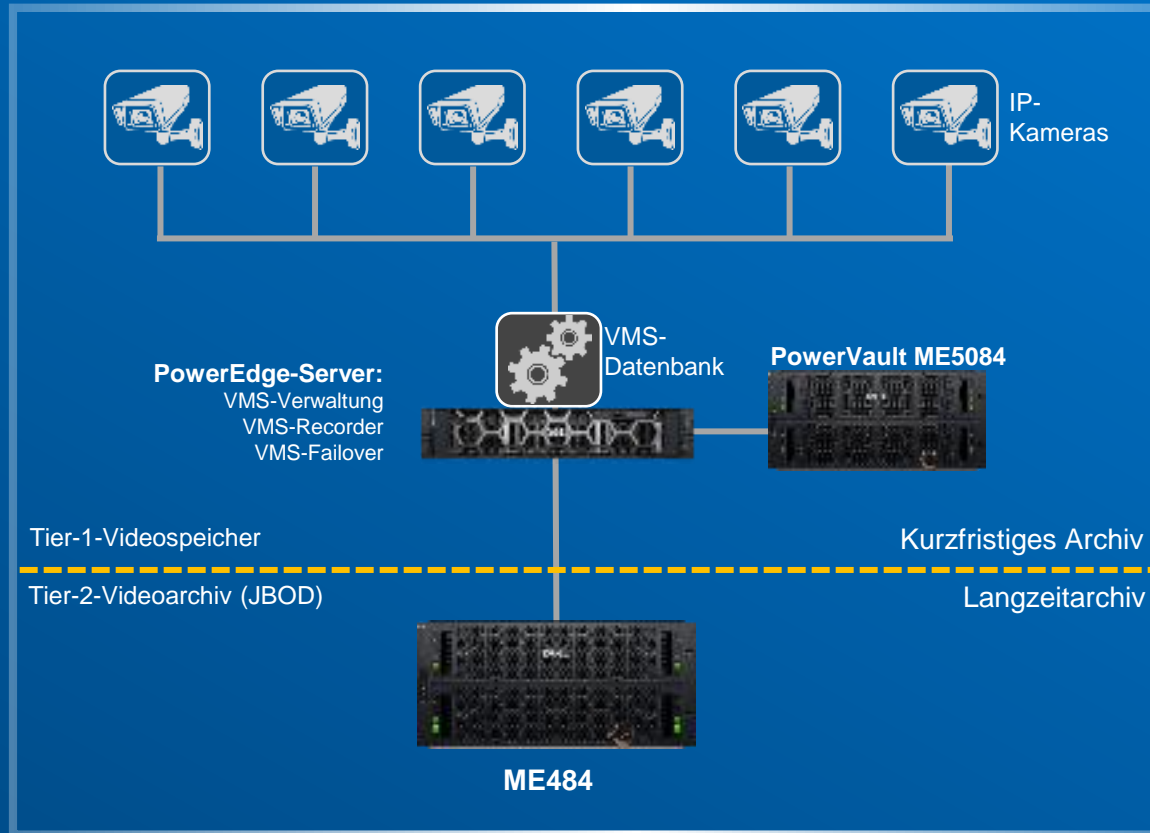 IP-
Kameras
VMS-
Datenbank
PowerEdge-Server:
VMS-Verwaltung
VMS-Recorder
VMS-Failover
PowerVault ME5084
Tier-1-Videospeicher
Kurzfristiges Archiv
Tier-2-Videoarchiv (JBOD)
Langzeitarchiv
ME484